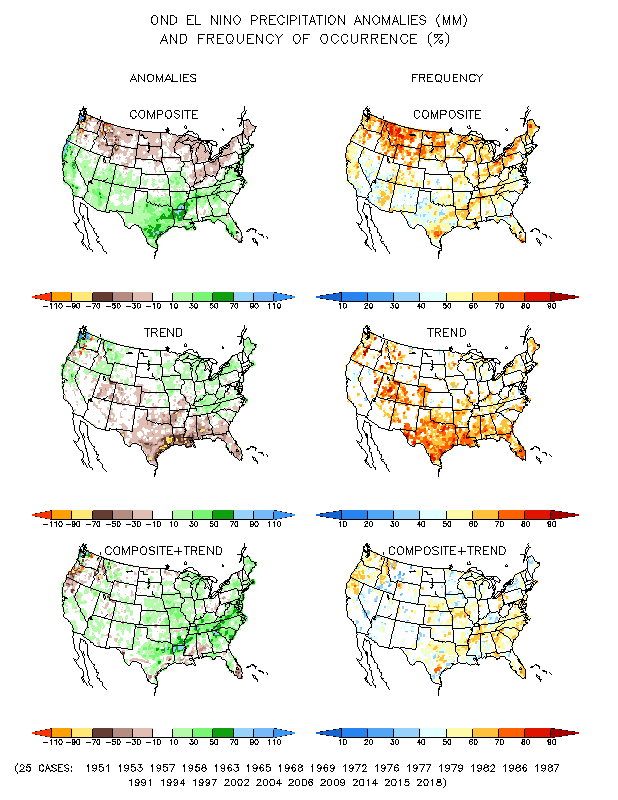 OND EL NINO PRECIPITATION ANOMALIES (MM)
AND FREQUENCY OF OCCURRENCE (%)
ANOMALIES FREQUENCY
COMPOSITE COMPOSITE
-110 -90 -70 -50 -30 -10 10 30 50 70 90 110 10 20 30 40 50 60 70 80 90
TREND TREND
-110 -90 -70 -50 -30 -10 10 30 50 70 90 110 10 20 30 40 50 60 70 80 90
COMPOSITE+TREND COMPOSITE+TREND
-110 -90 -70 -50 -30 -10 10 30 50 70 90 110 10 20 30 40 50 60 70 80 90
(25 CASES: 1951 1953 1957 1958 1963 1965 1968 1969 1972 1976 1977 1979 1982 1986 1987
1991 1994 1997 2002 2004 2006 2009 2014 2015 2018)